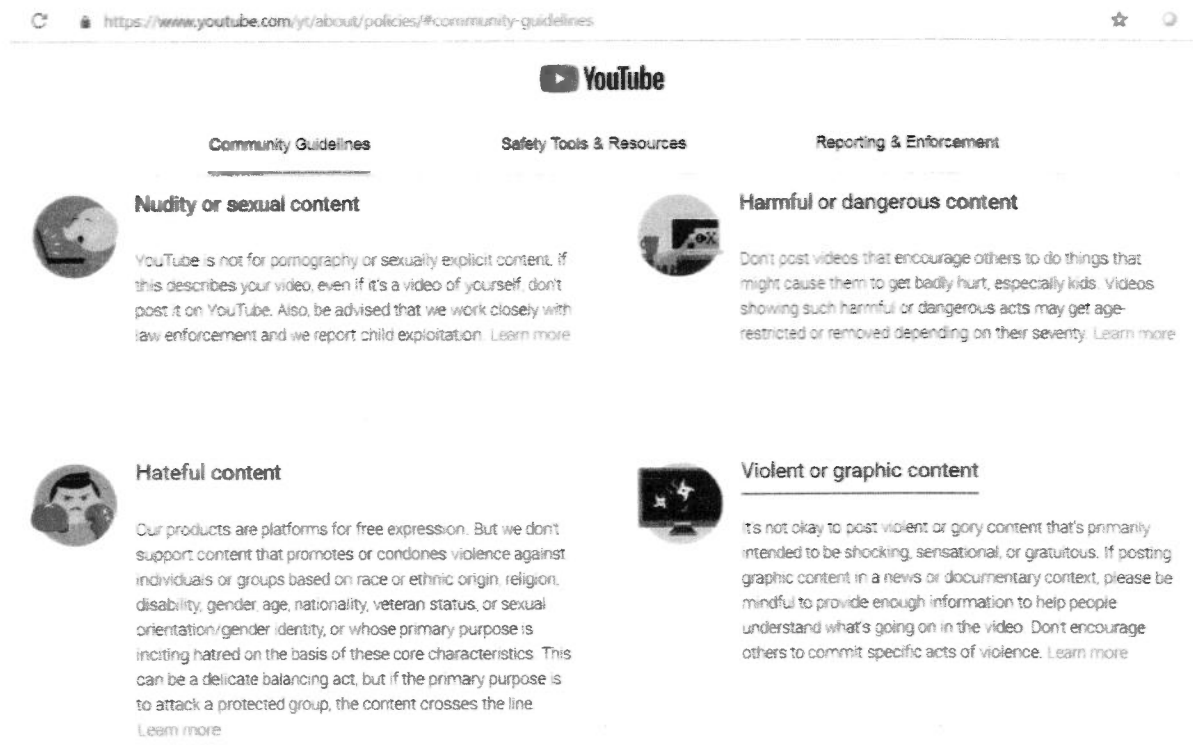 https://www.youtube.com/yt/about/policies/#community-guidelines
YouTube
Community Guidelines
Safety Tools & Resources
Reporting & Enforcement
Nudity or sexual content
YouTube is not for pornography or sexually explicit content. If
this describes your video, even if it's a video of yourself, don't
post it on YouTube. Also, be advised that we work closely with
law enforcement and we report child exploitation. Learn more
Harmful or dangerous content
Don't post videos that encourage others to do things that
might cause them to get badly hurt, especially kids. Videos
showing such harmful or dangerous acts may get age-
restricted or removed depending on their severity. Learn more
Hateful content
Our products are platforms for free expression. But we don't
support content that promotes or condones violence against
individuals or groups based on race or ethnic origin, religion,
disability, gender, age, nationality, veteran status, or sexual
orientation/gender identity, or whose primary purpose is
inciting hatred on the basis of these core characteristics. This
can be a delicate balancing act, but if the primary purpose is
to attack a protected group, the content crosses the line.
Learn more
Violent or graphic content
It's not okay to post violent or gory content that's primarily
intended to be shocking, sensational, or gratuitous. If posting
graphic content in a news or documentary context, please be
mindful to provide enough information to help people
understand what's going on in the video. Don't encourage
others to commit specific acts of violence. Learn more